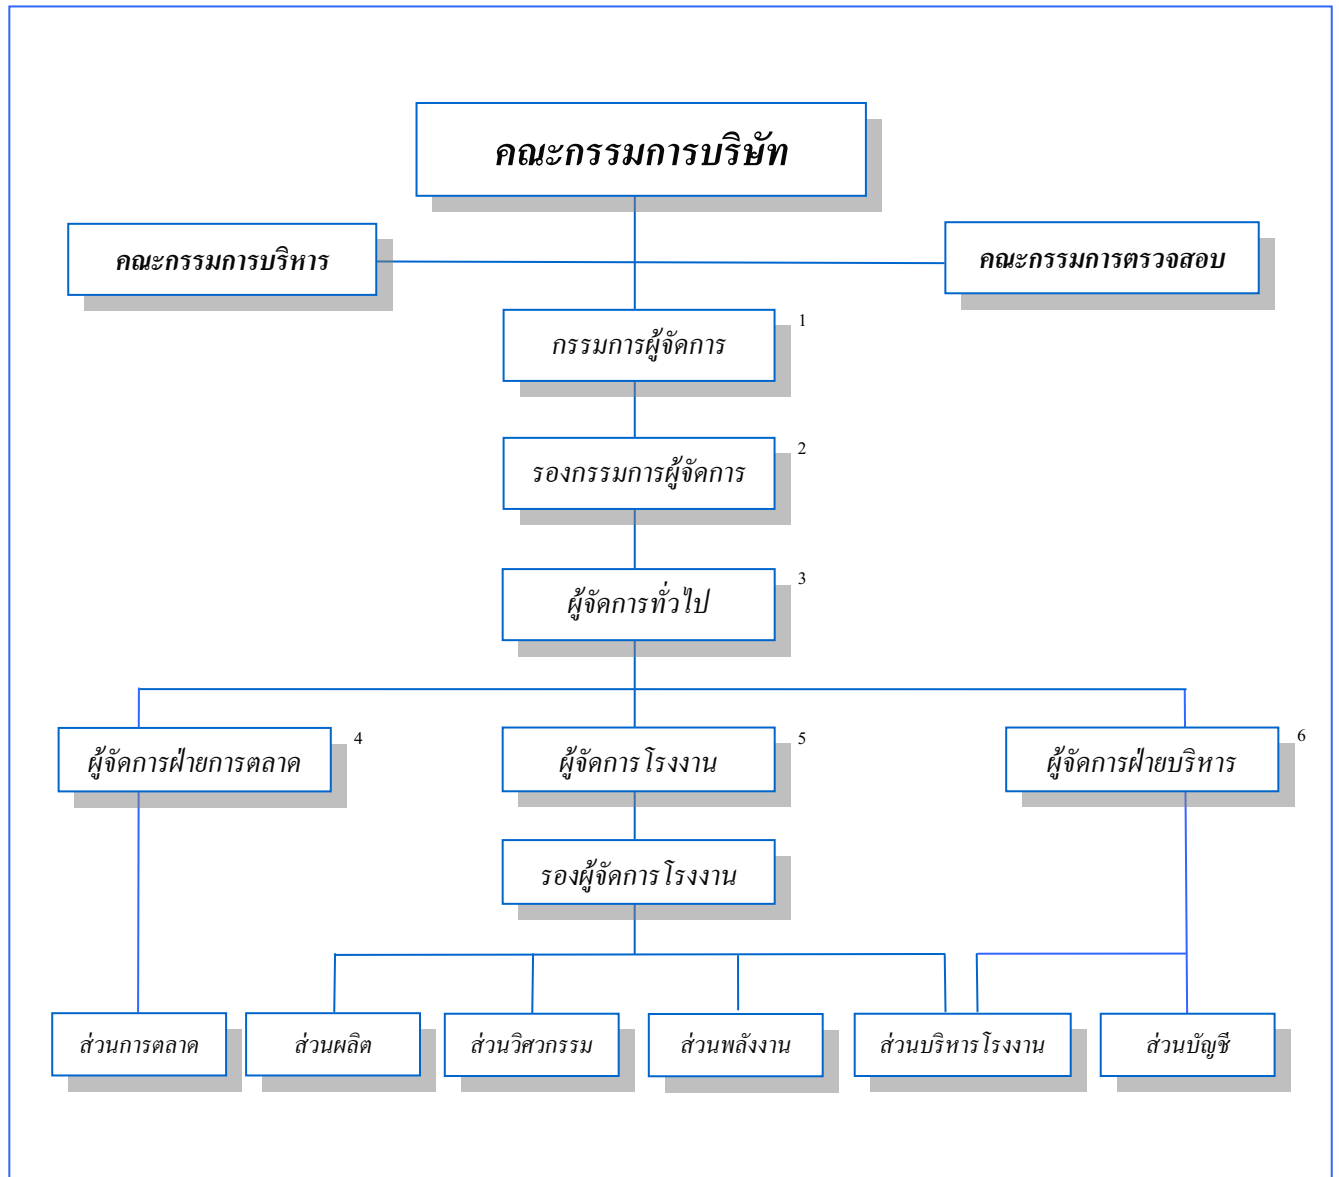 คณะกรรมการบริษัท
คณะกรรมการบริหาร
คณะกรรมการตรวจสอบ
กรรมการผู้จัดการ
1
รองกรรมการผู้จัดการ
2
ผู้จัดการทั่วไป
3
ผู้จัดการฝ่ายการตลาด
4
ผู้จัดการโรงงาน
5
ผู้จัดการฝ่ายบริหาร
6
รองผู้จัดการโรงงาน
ส่วนการตลาด
ส่วนผลิต
ส่วนวิศวกรรม
ส่วนพลังงาน
ส่วนบริหารโรงงาน
ส่วนบัญชี